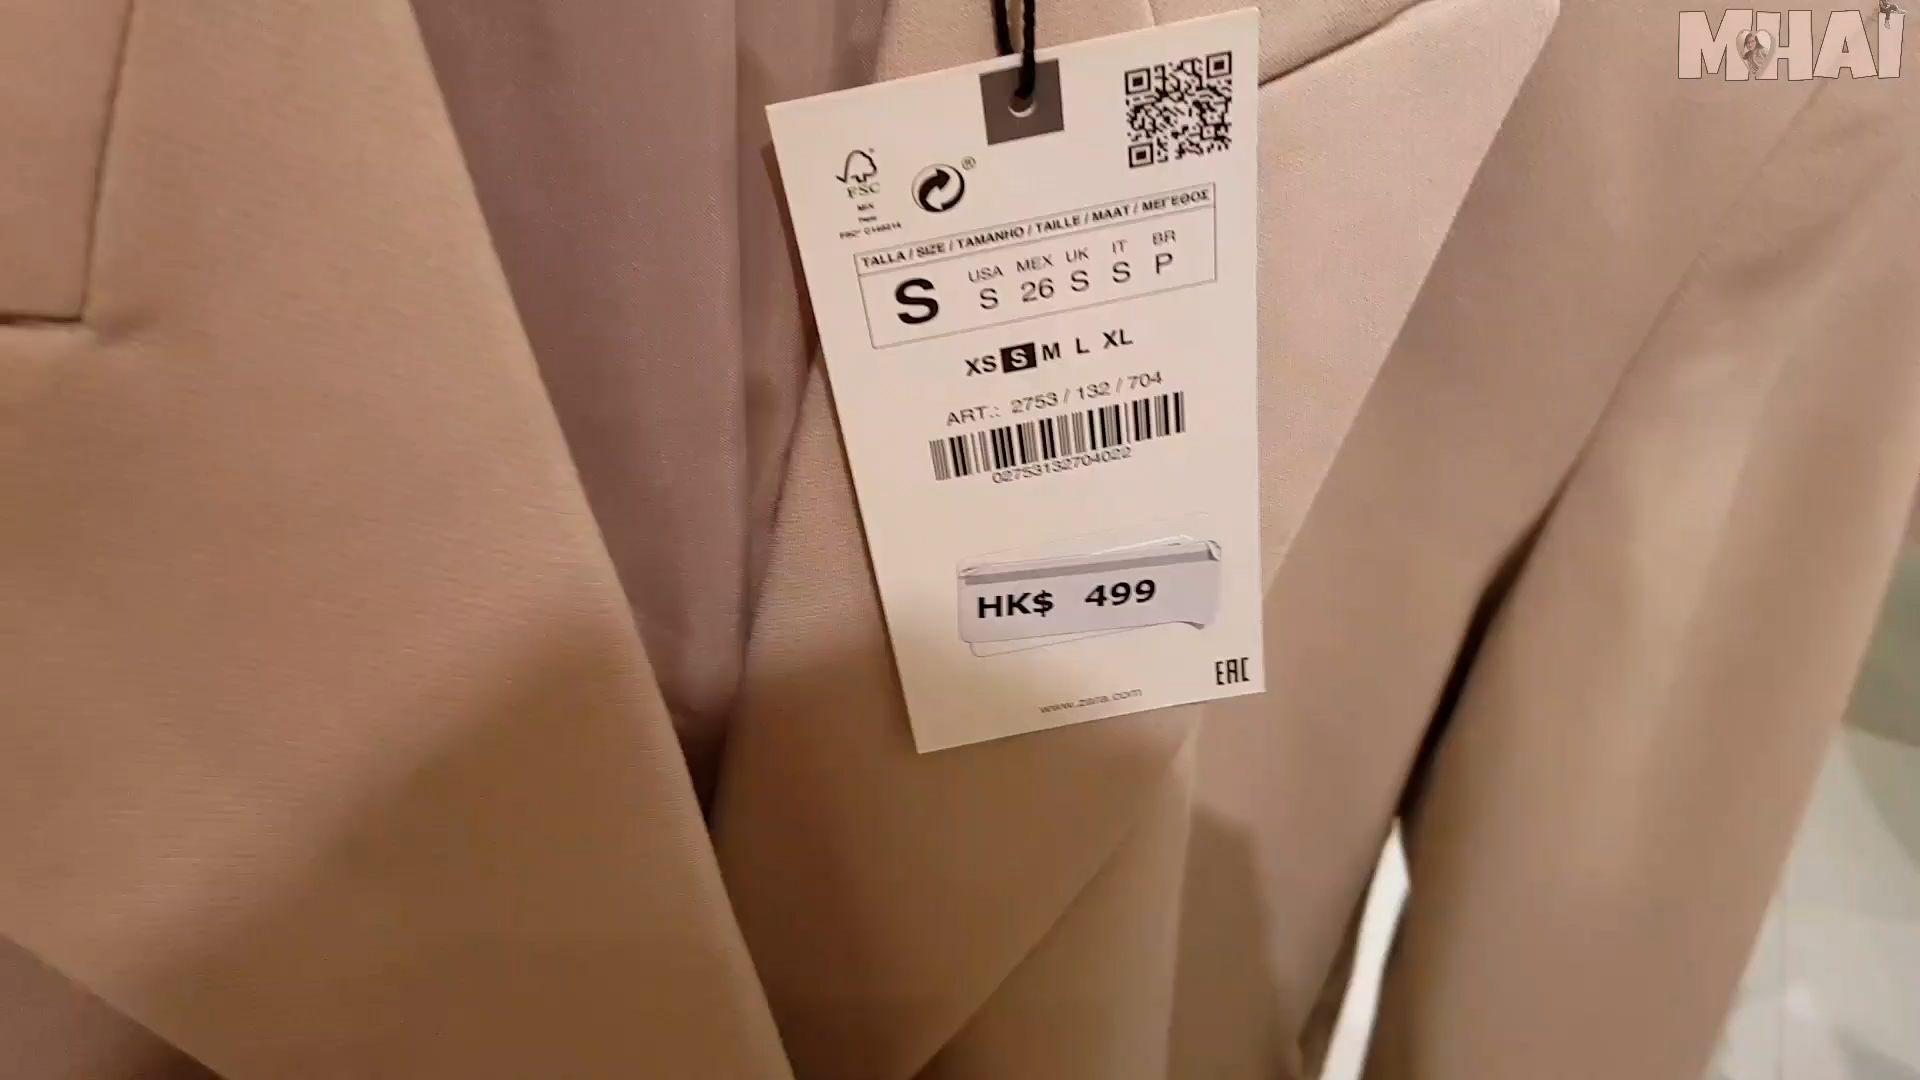 MHAI
FSC
®
TALLA / SIZE / TAMANHO / TAILLE / MAAT / ΜΕΓΕΘΟΣ
S
USA MEX UK IT BR
S 26 S S P
XS S M L XL
ART.: 2753 / 132 / 704
02753132704022
HK$ 499
EAC
www.zara.com